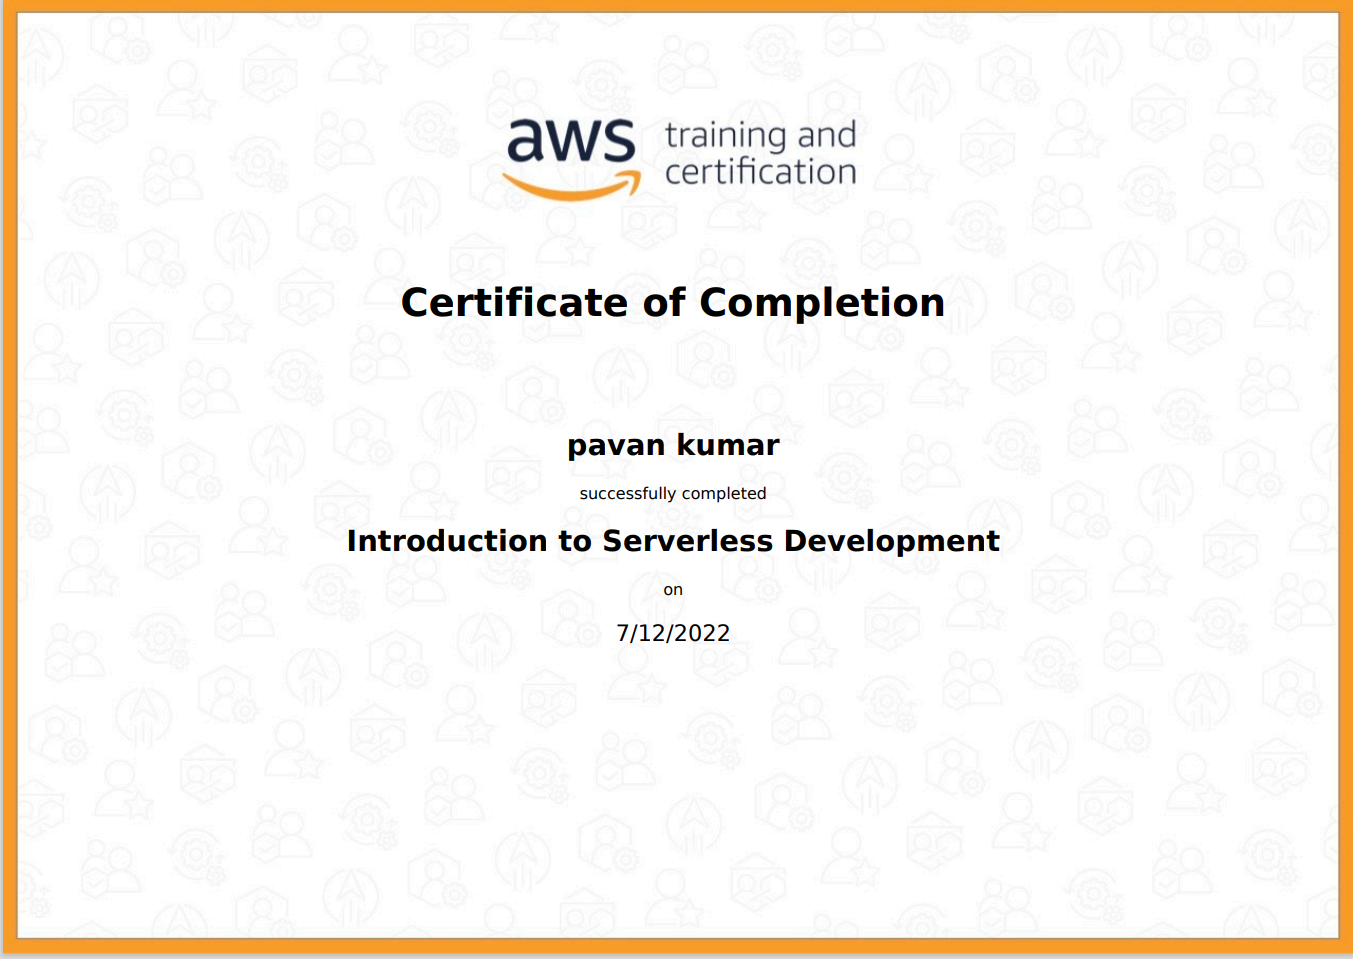 aws training and
certification
Certificate of Completion
pavan kumar
successfully completed
Introduction to Serverless Development
on
7/12/2022